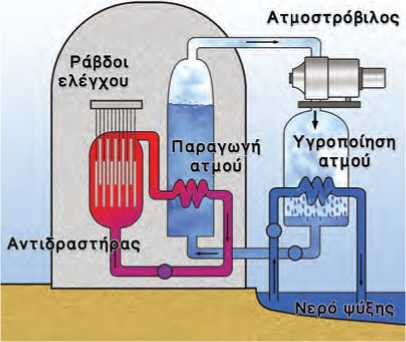 Ατμοστρόβιλος
Ράβδοι
ελέγχου
Παραγωγή
ατμού
Υγροποίηση
ατμού
Αντιδραστήρας
Νερό ψύξης